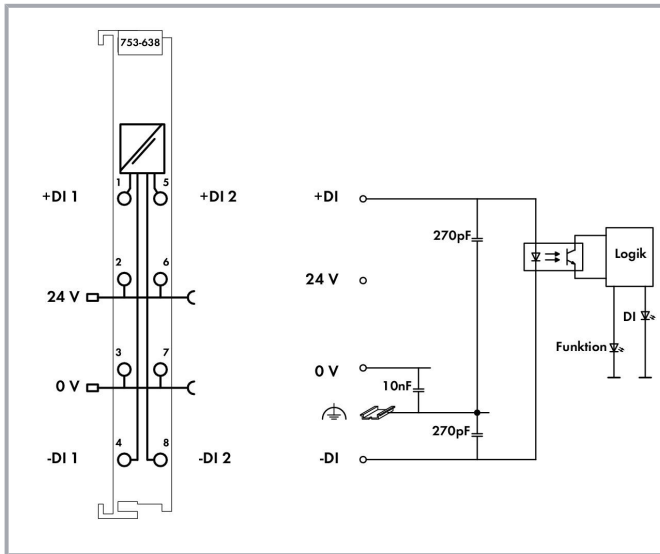 753-638
1 5
+DI 1 +DI 2
2 6
24 V
3 7
0 V
4 8
-DI 1 -DI 2
+DI
270pF
Logik
24 V
DI
Funktion
0 V
10nF
270pF
-DI